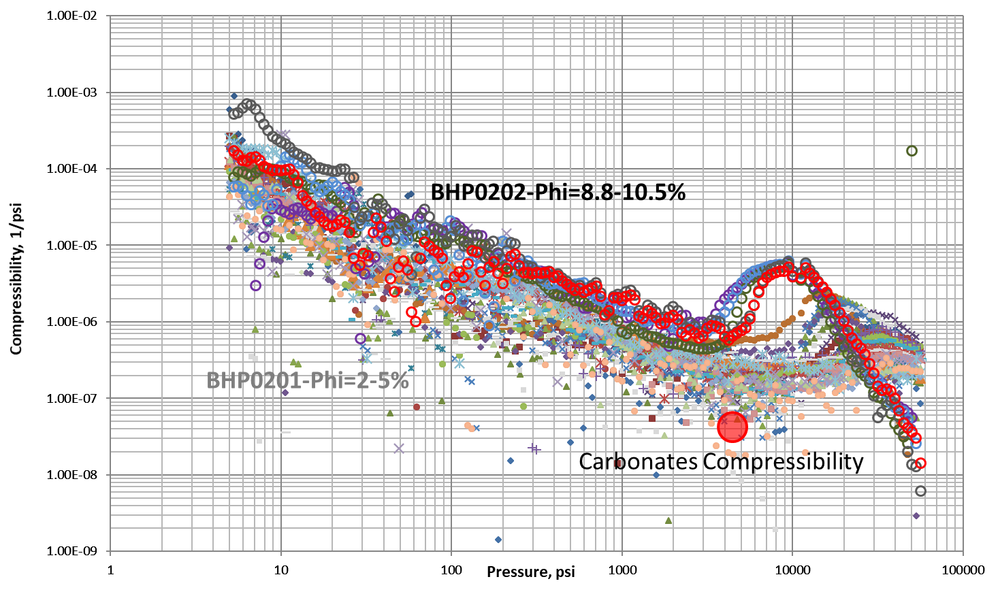 1.00E-02
1.00E-03
1.00E-04
BHP0202-Phi=8.8-10.5%
1.00E-05
Compressibility, 1/psi
1.00E-06
BHP0201-Phi=2-5%
1.00E-07
Carbonates Compressibility
1.00E-08
1.00E-09
1 10 100 1000 10000 100000
Pressure, psi